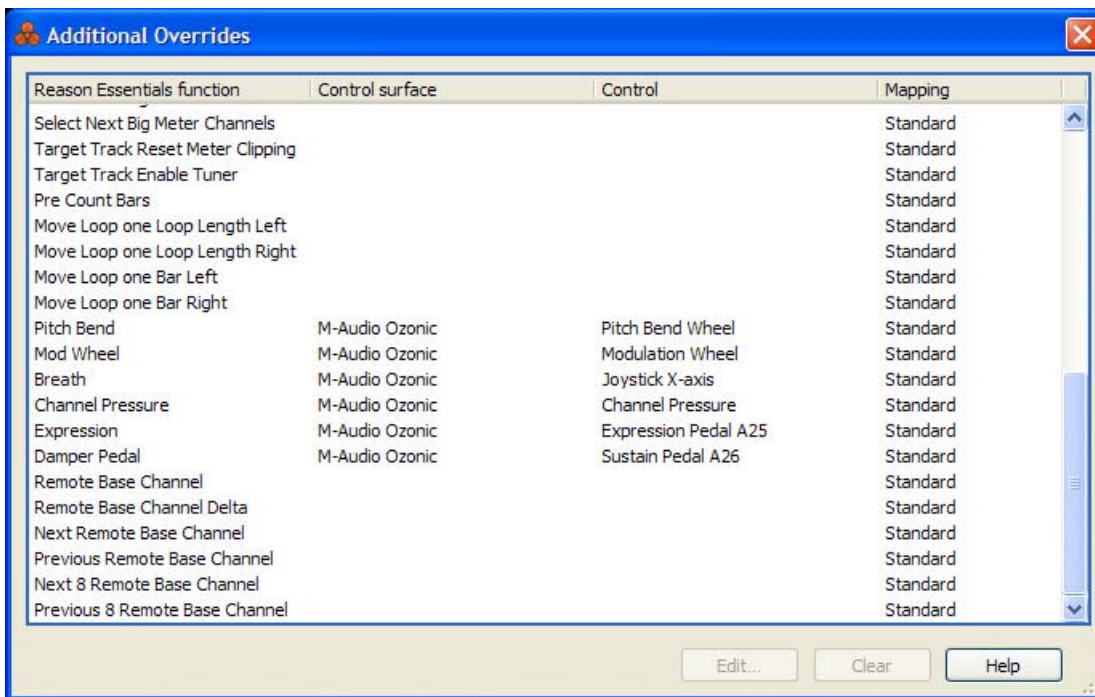 Additional Overrides
Reason Essentials function Control surface Control Mapping
Select Next Big Meter Channels Standard
Target Track Reset Meter Clipping Standard
Target Track Enable Tuner Standard
Pre Count Bars Standard
Move Loop one Loop Length Left Standard
Move Loop one Loop Length Right Standard
Move Loop one Bar Left Standard
Move Loop one Bar Right Standard
Pitch Bend M-Audio Ozonic Pitch Bend Wheel Standard
Mod Wheel M-Audio Ozonic Modulation Wheel Standard
Breath M-Audio Ozonic Joystick X-axis Standard
Channel Pressure M-Audio Ozonic Channel Pressure Standard
Expression M-Audio Ozonic Expression Pedal A25 Standard
Damper Pedal M-Audio Ozonic Sustain Pedal A26 Standard
Remote Base Channel Standard
Remote Base Channel Delta Standard
Next Remote Base Channel Standard
Previous Remote Base Channel Standard
Next 8 Remote Base Channel Standard
Previous 8 Remote Base Channel Standard
Edit... Clear Help